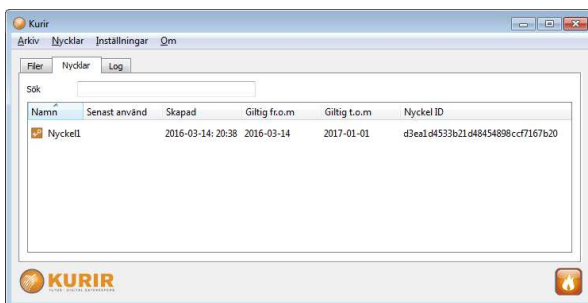 Kurir
Arkiv Nycklar Inställningar Om
Filer Nycklar Log
Sök
Namn Senast använd Skapad Giltig fr.o.m Giltig t.o.m Nyckel ID
Nyckel1 2016-03-14: 20:38 2016-03-14 2017-01-01 d3ea1d4533b21d48454898ccf7167b20
KURIR